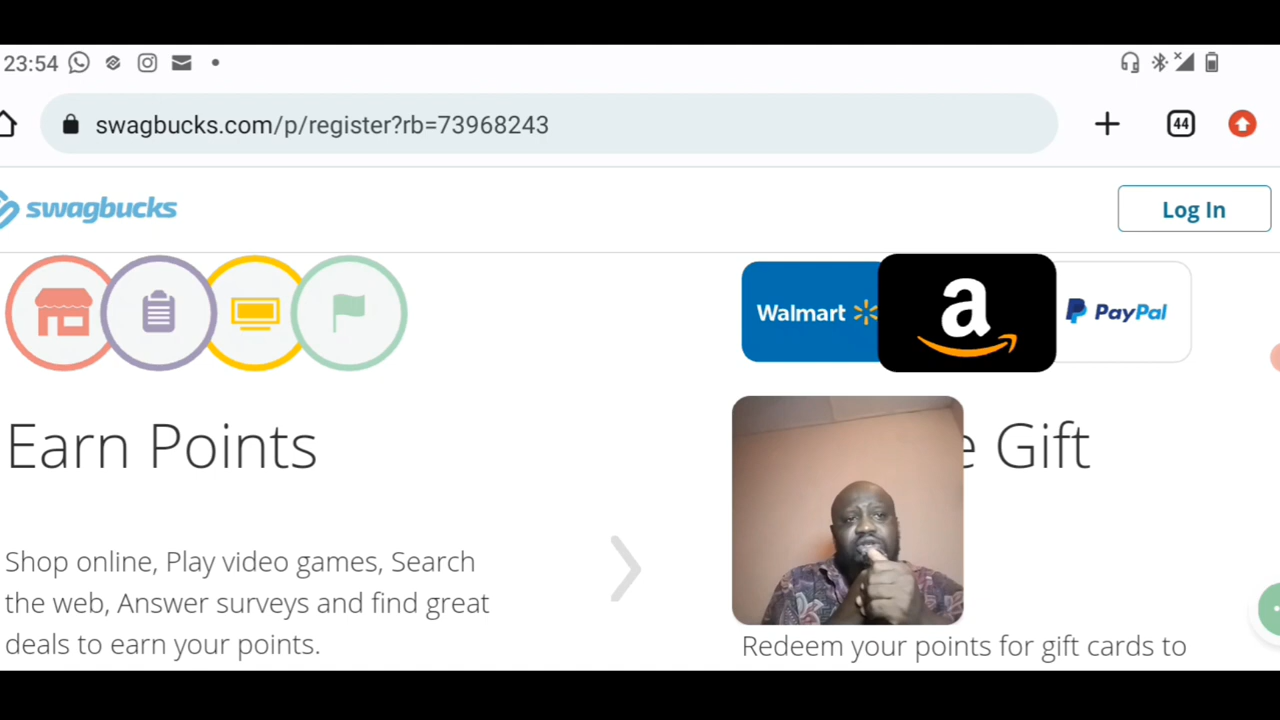 23:54
swagbucks.com/p/register?rb=73968243
44
swagbucks
Log In
Walmart
a
PayPal
Earn Points
e Gift
Shop online, Play video games, Search
the web, Answer surveys and find great
deals to earn your points.
Redeem your points for gift cards to